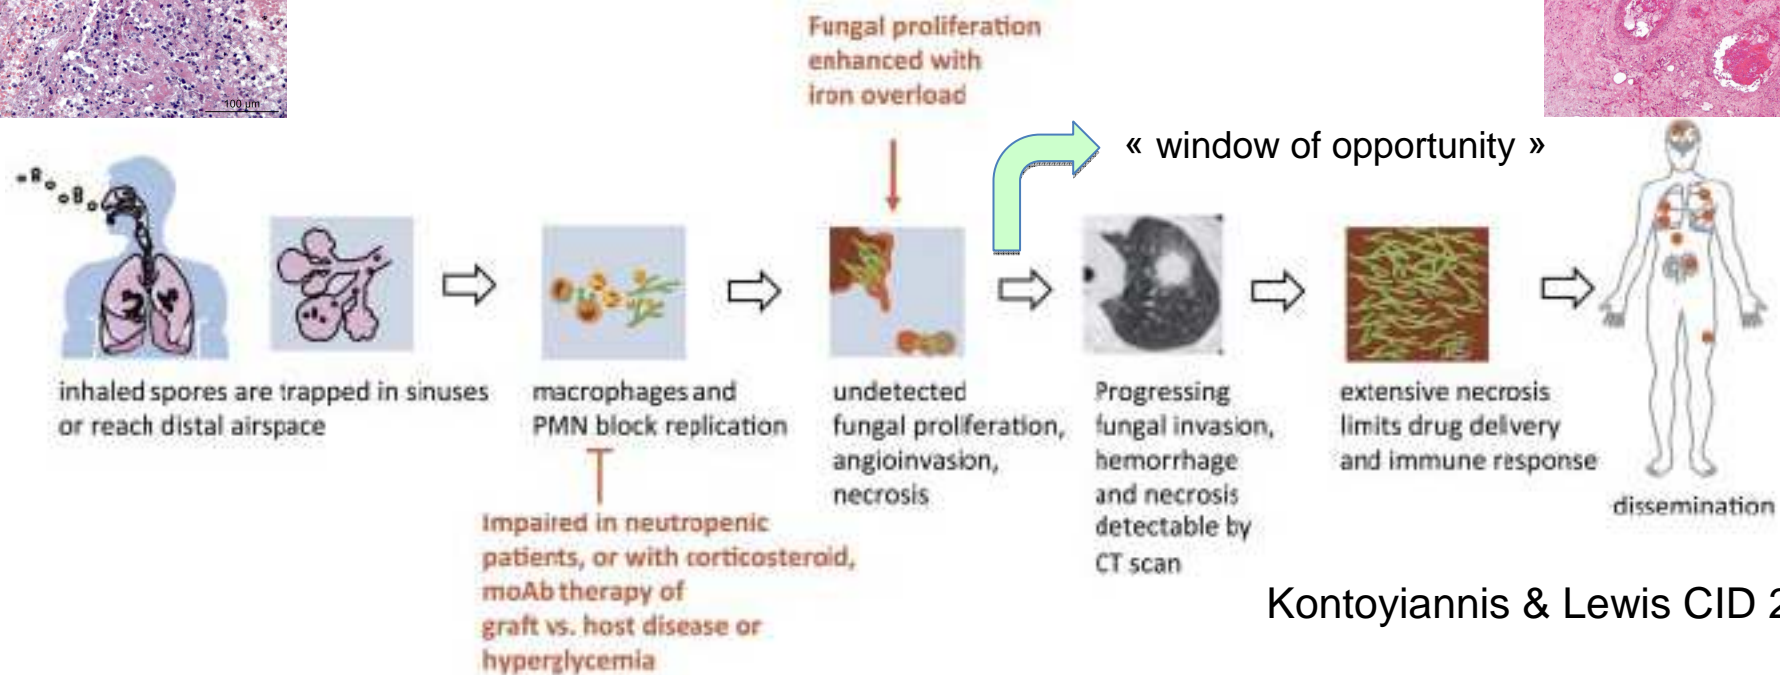 100 µm
Fungal proliferation
enhanced with
iron overload
« window of opportunity »
inhaled spores are trapped in sinuses
or reach distal airspace
macrophages and
PMN block replication
undetected
fungal proliferation,
angioinvasion,
necrosis
Progressing
fungal invasion,
hemorrhage
and necrosis
detectable by
CT scan
extensive necrosis
limits drug delivery
and immune response
dissemination
Impaired in neutropenic
patients, or with corticosteroid,
moAb therapy of
graft vs. host disease or
hyperglycemia
Kontoyiannis & Lewis CID 2